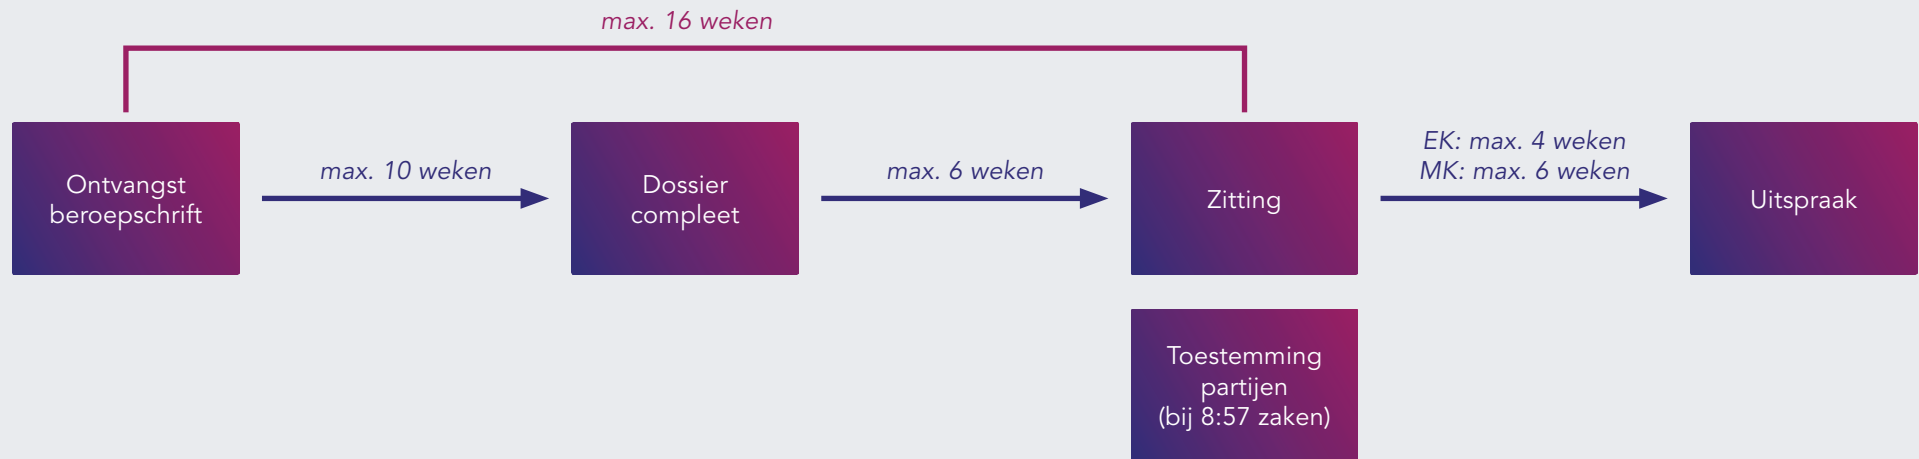 max. 16 weken
Ontvangst
beroepschrift
max. 10 weken
Dossier
compleet
max. 6 weken
Zitting
EK: max. 4 weken
MK: max. 6 weken
Uitspraak
Toestemming
partijen
(bij 8:57 zaken)